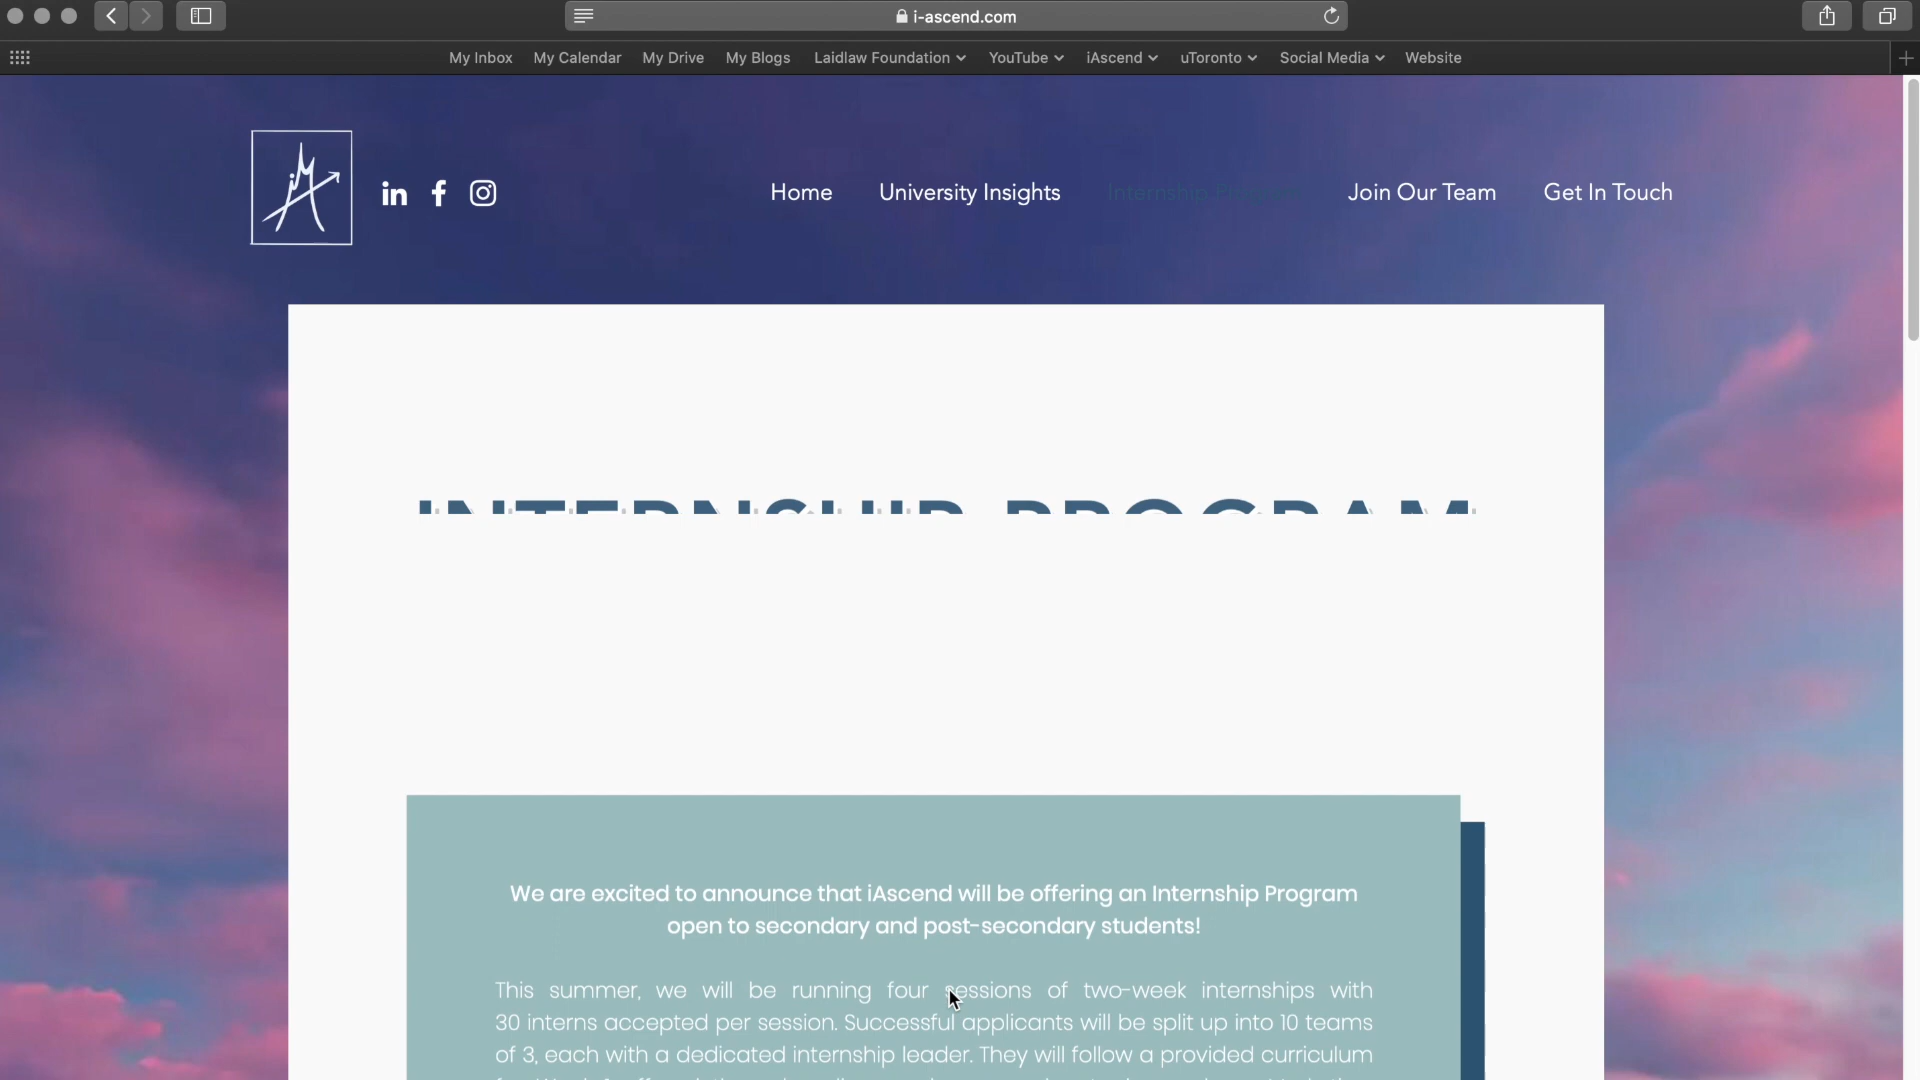 i-ascend.com
My Inbox My Calendar My Drive My Blogs Laidlaw Foundation YouTube iAscend uToronto Social Media Website
Home University Insights Internship Program Join Our Team Get In Touch
INTERNSHIP PROGRAM
We are excited to announce that iAscend will be offering an Internship Program
open to secondary and post-secondary students!
This summer, we will be running four sessions of two-week internships with
30 interns accepted per session. Successful applicants will be split up into 10 teams
of 3, each with a dedicated internship leader. They will follow a provided curriculum